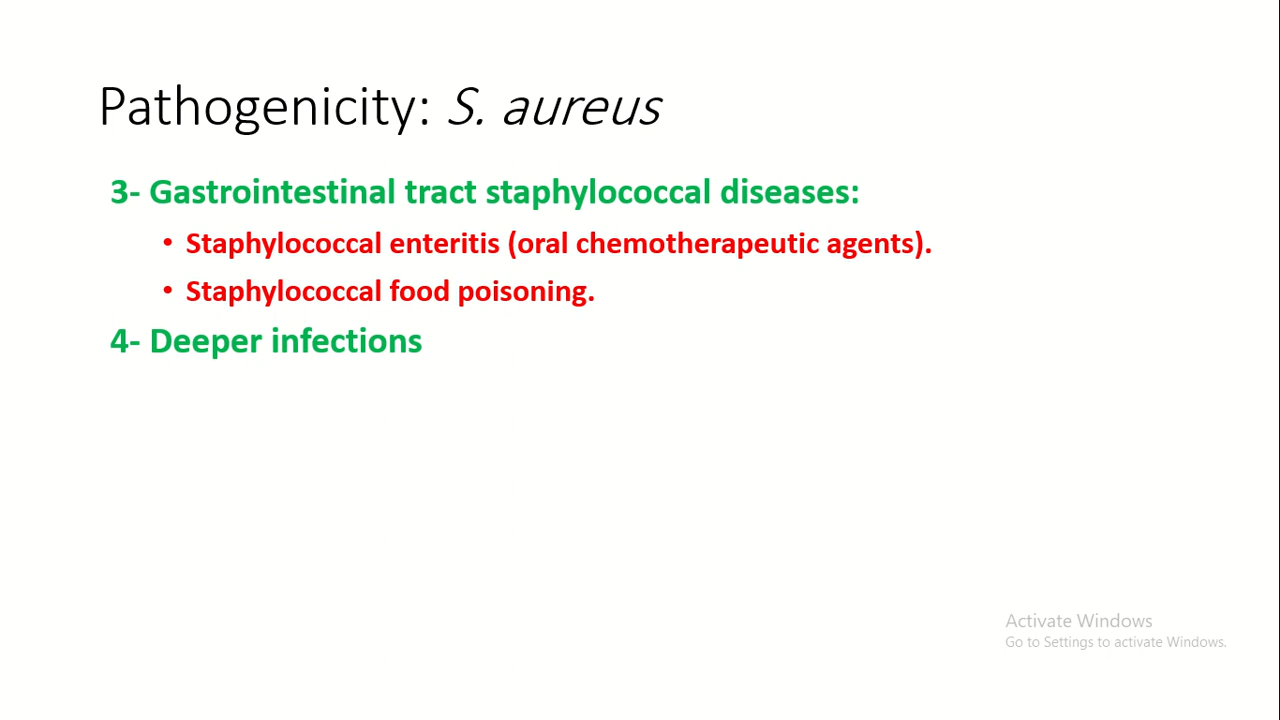 Pathogenicity: S. aureus
3- Gastrointestinal tract staphylococcal diseases:
• Staphylococcal enteritis (oral chemotherapeutic agents).
• Staphylococcal food poisoning.
4- Deeper infections
Activate Windows
Go to Settings to activate Windows.